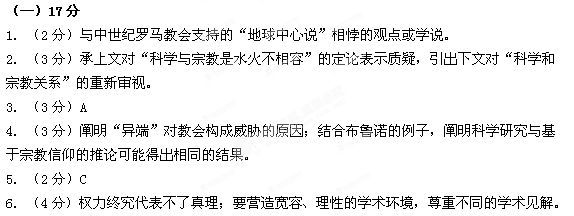 （一）17分
1. （2分）与中世纪罗马教会支持的“地球中心说”相悖的观点或学说。
2. （3分）承上文对“科学与宗教是水火不相容”的定论表示质疑，引出下文对“科学和
宗教关系”的重新审视。
3. （3分）A
4. （3分）阐明“异端”对教会构成威胁的原因；结合布鲁诺的例子，阐明科学研究与基
于宗教信仰的推论可能得出相同的结果。
5. （2分）C
6. （4分）权力终究代表不了真理；要营造宽容、理性的学术环境，尊重不同的学术见解。